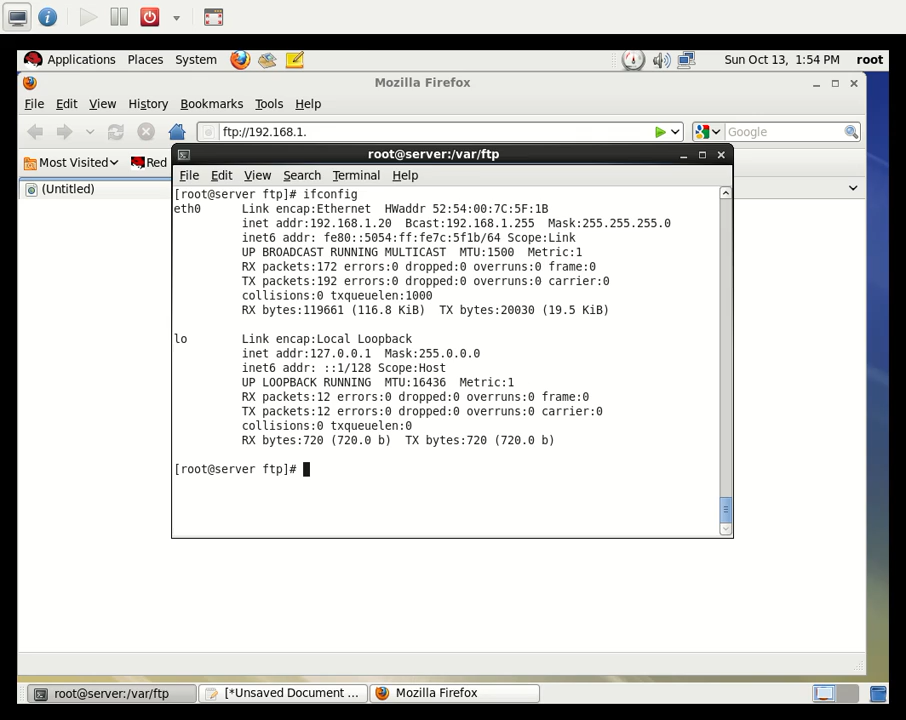 Applications Places System Sun Oct 13, 1:54 PM root
Mozilla Firefox
File Edit View History Bookmarks Tools Help
ftp://192.168.1. Google
Most Visited Red
(Untitled)
root@server:/var/ftp
File Edit View Search Terminal Help
[root@server ftp]# ifconfig
eth0 Link encap:Ethernet HWaddr 52:54:00:7C:5F:1B
inet addr:192.168.1.20 Bcast:192.168.1.255 Mask:255.255.255.0
inet6 addr: fe80::5054:ff:fe7c:5f1b/64 Scope:Link
UP BROADCAST RUNNING MULTICAST MTU:1500 Metric:1
RX packets:172 errors:0 dropped:0 overruns:0 frame:0
TX packets:192 errors:0 dropped:0 overruns:0 carrier:0
collisions:0 txqueuelen:1000
RX bytes:119661 (116.8 KiB) TX bytes:20030 (19.5 KiB)
lo Link encap:Local Loopback
inet addr:127.0.0.1 Mask:255.0.0.0
inet6 addr: ::1/128 Scope:Host
UP LOOPBACK RUNNING MTU:16436 Metric:1
RX packets:12 errors:0 dropped:0 overruns:0 frame:0
TX packets:12 errors:0 dropped:0 overruns:0 carrier:0
collisions:0 txqueuelen:0
RX bytes:720 (720.0 b) TX bytes:720 (720.0 b)
[root@server ftp]#
root@server:/var/ftp [*Unsaved Document ... Mozilla Firefox